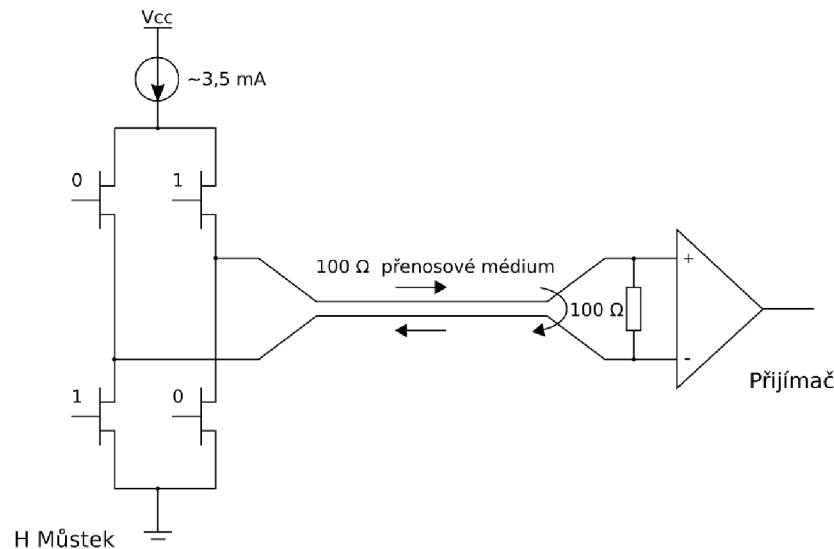 Vcc
~3,5 mA
0
1
100 Ω přenosové médium
100 Ω
+
-
1
0
Přijímač
H Můstek